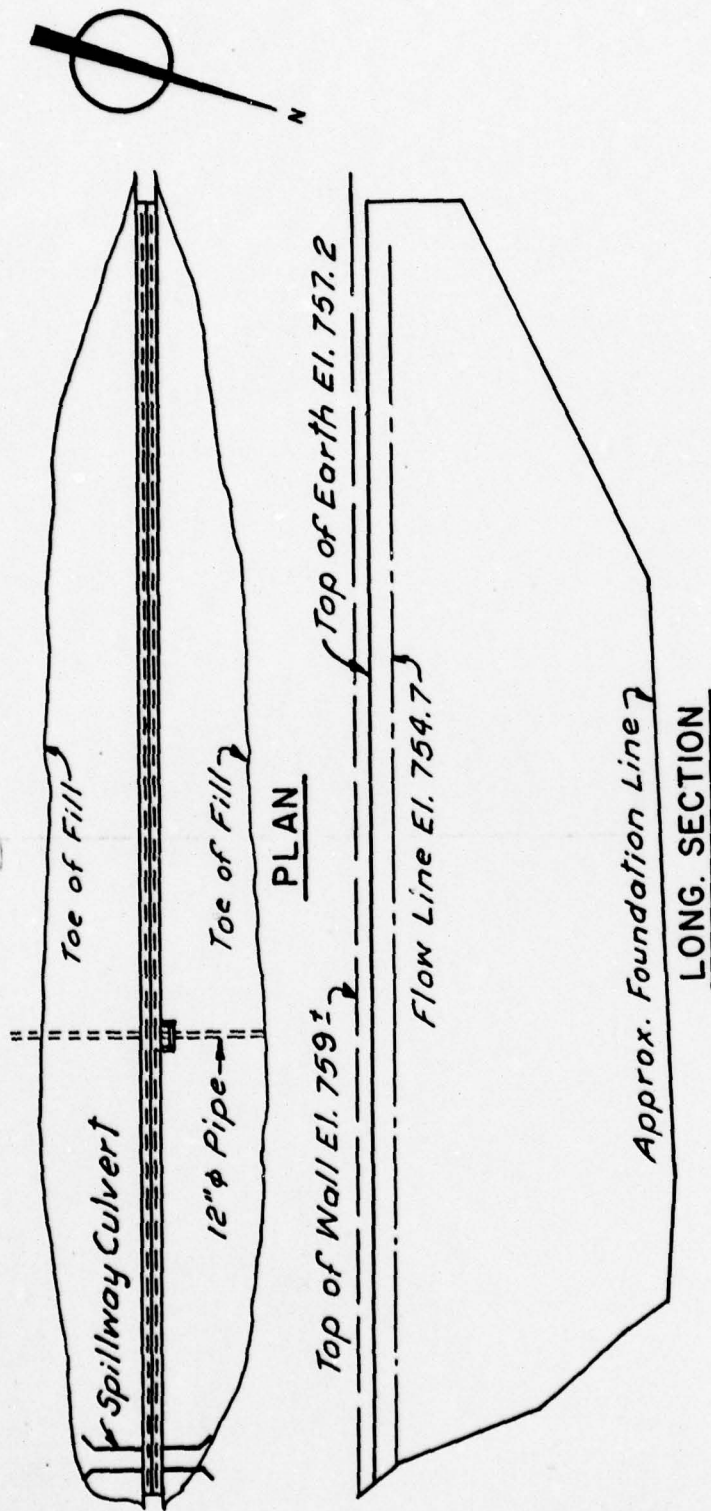 N
Spillway Culvert
Toe of Fill
12"φ Pipe
Toe of Fill
PLAN
Top of Wall El. 759±
Top of Earth El. 757.2
Flow Line El. 754.7
Approx. Foundation Line
LONG. SECTION